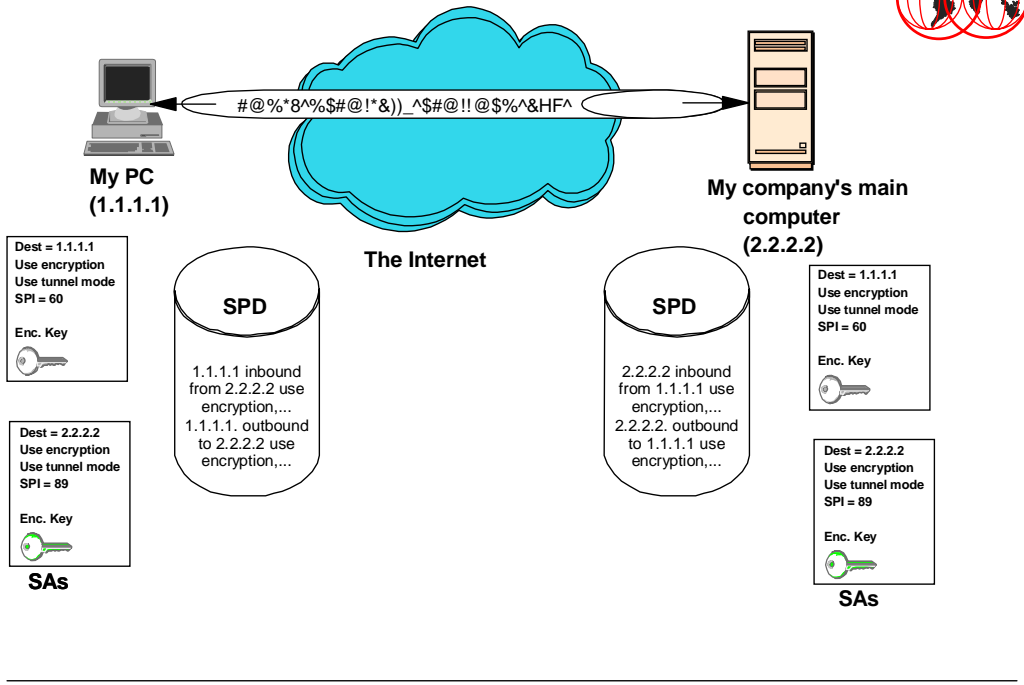 #@%*8^%$#@!*&))_^$#@!!@$%^&HF^
My PC
(1.1.1.1)
My company's main
computer
(2.2.2.2)
The Internet
Dest = 1.1.1.1
Use encryption
Use tunnel mode
SPI = 60
Enc. Key
SPD
1.1.1.1 inbound
from 2.2.2.2 use
encryption,...
1.1.1.1. outbound
to 2.2.2.2 use
encryption,...
SPD
2.2.2.2 inbound
from 1.1.1.1 use
encryption,...
2.2.2.2. outbound
to 1.1.1.1 use
encryption,...
Dest = 1.1.1.1
Use encryption
Use tunnel mode
SPI = 60
Enc. Key
Dest = 2.2.2.2
Use encryption
Use tunnel mode
SPI = 89
Enc. Key
SAs
Dest = 2.2.2.2
Use encryption
Use tunnel mode
SPI = 89
Enc. Key
SAs